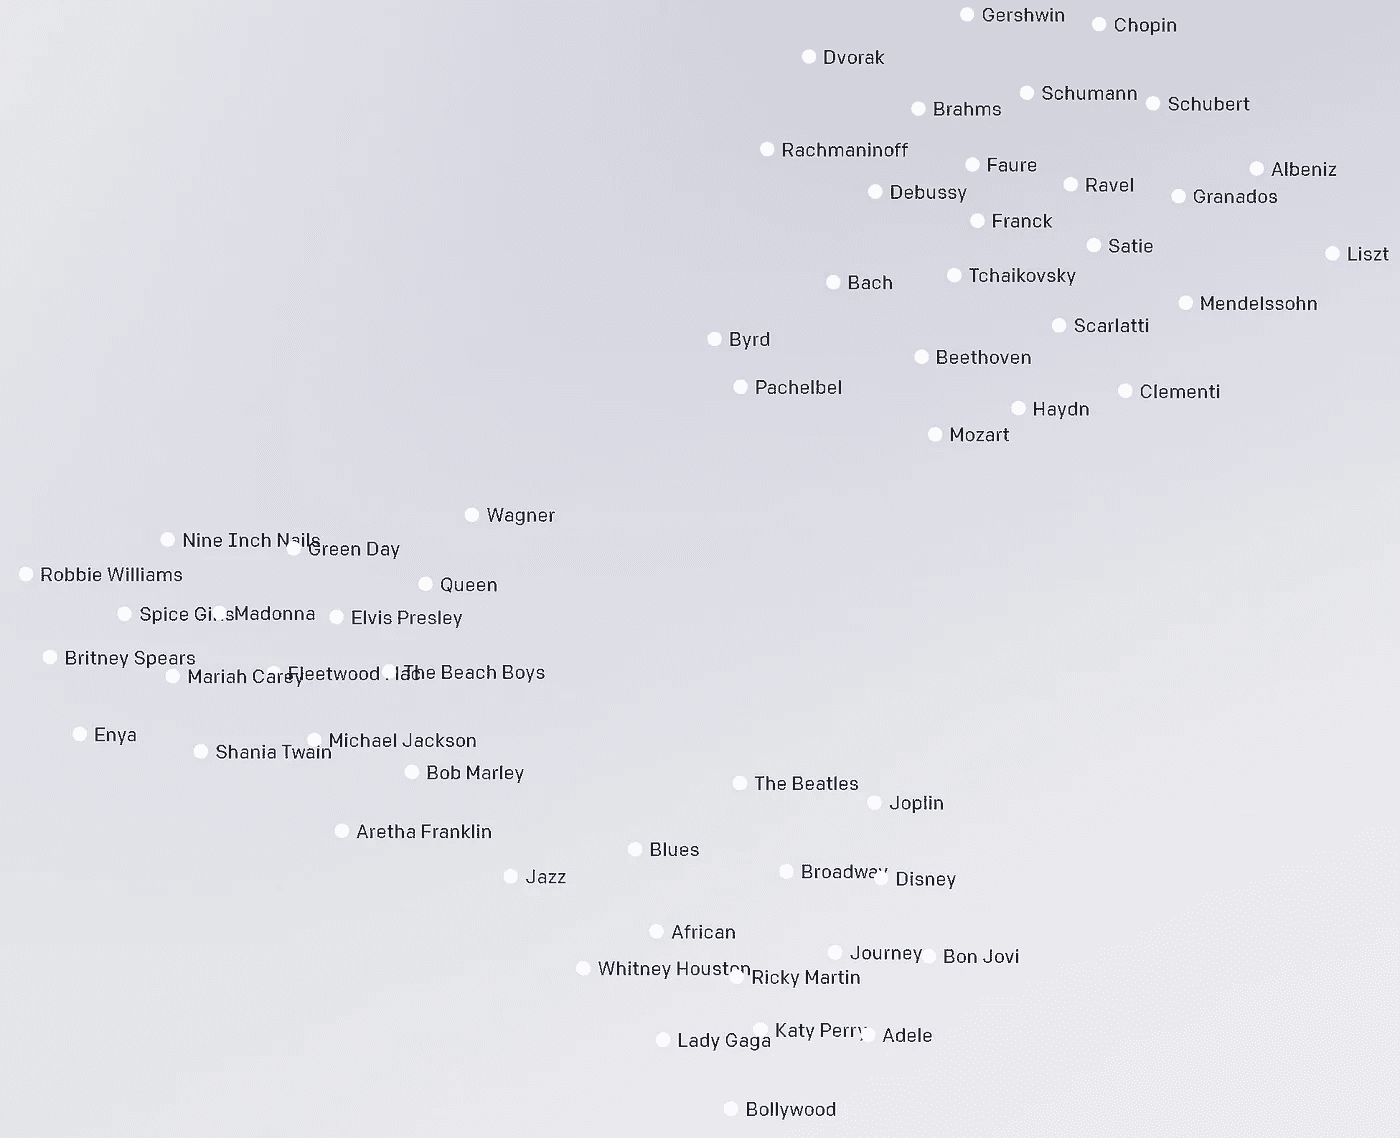 Gershwin
Chopin
Dvorak
Schumann
Schubert
Brahms
Rachmaninoff
Faure
Albeniz
Ravel
Debussy
Granados
Franck
Satie
Liszt
Tchaikovsky
Bach
Mendelssohn
Scarlatti
Byrd
Beethoven
Pachelbel
Clementi
Haydn
Mozart
Wagner
Nine Inch Nails
Green Day
Robbie Williams
Queen
Spice Girls
Madonna
Elvis Presley
Britney Spears
Mariah Carey
Fleetwood Mac
The Beach Boys
Enya
Michael Jackson
Shania Twain
Bob Marley
The Beatles
Joplin
Aretha Franklin
Blues
Broadway
Jazz
Disney
African
Journey
Bon Jovi
Whitney Houston
Ricky Martin
Katy Perry
Adele
Lady Gaga
Bollywood